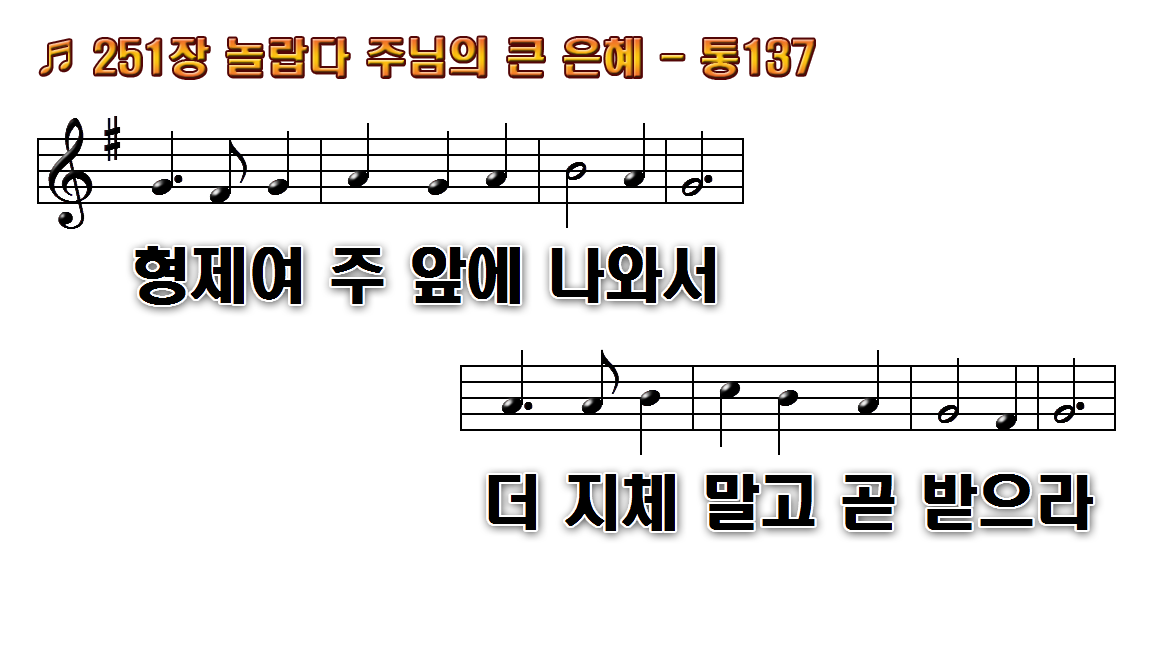 ♬ 251장 놀랍다 주님의 큰 은혜 - 통137
형제여 주 앞에 나와서
더 지체 말고 곧 받으라